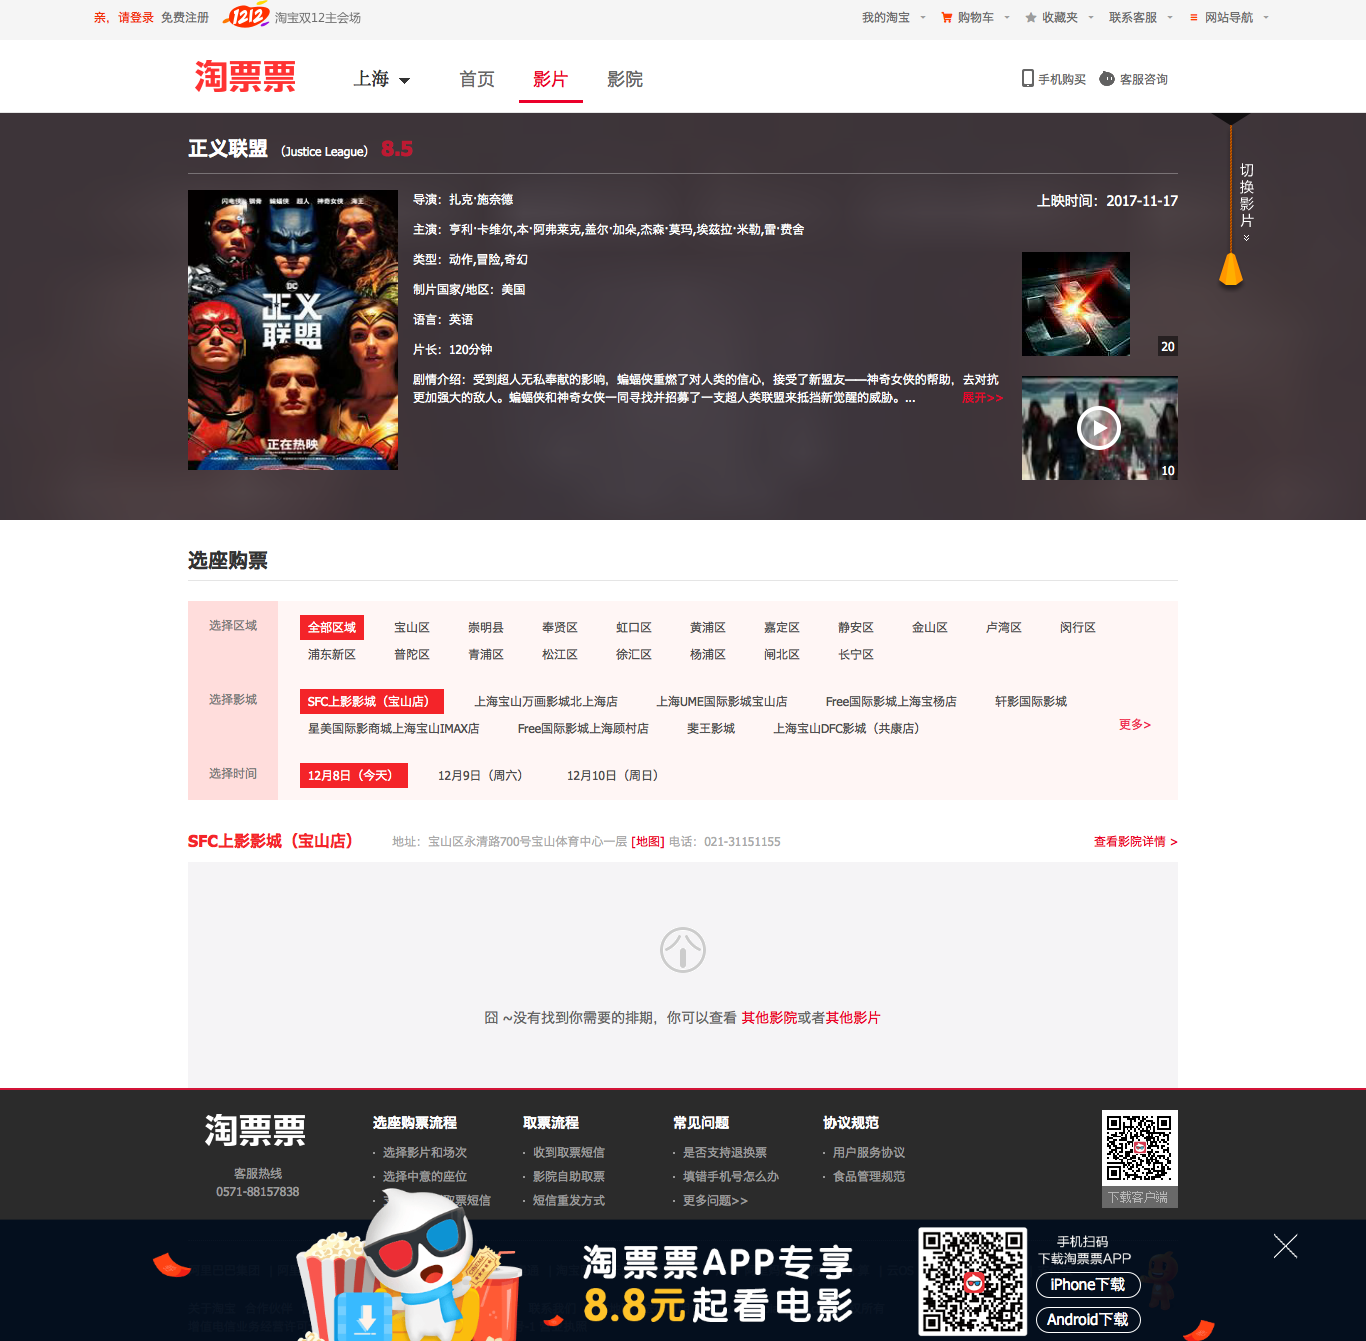 亲，请登录 免费注册 1212 淘宝双12主会场 我的淘宝 购物车 收藏夹 联系客服 网站导航
淘票票 上海 首页 影片 影院 手机购买 客服咨询
正义联盟 （Justice League） 8.5
切换影片
闪电侠 钢骨 蝙蝠侠 超人 神奇女侠 海王
DC
正义联盟
正在热映
导演：扎克·施奈德
上映时间：2017-11-17
主演：亨利·卡维尔,本·阿弗莱克,盖尔·加朵,杰森·莫玛,埃兹拉·米勒,雷·费舍
类型：动作,冒险,奇幻
制片国家/地区：美国
语言：英语
片长：120分钟
剧情介绍：受到超人无私奉献的影响，蝙蝠侠重燃了对人类的信心，接受了新盟友——神奇女侠的帮助，去对抗
更加强大的敌人。蝙蝠侠和神奇女侠一同寻找并招募了一支超人类联盟来抵挡新觉醒的威胁。... 展开>>
20
10
选座购票
选择区域 全部区域 宝山区 崇明县 奉贤区 虹口区 黄浦区 嘉定区 静安区 金山区 卢湾区 闵行区
浦东新区 普陀区 青浦区 松江区 徐汇区 杨浦区 闸北区 长宁区
选择影城 SFC上影影城（宝山店） 上海宝山万画影城北上海店 上海UME国际影城宝山店 Free国际影城上海宝杨店 轩影国际影城
星美国际影商城上海宝山IMAX店 Free国际影城上海顾村店 斐王影城 上海宝山DFC影城（共康店） 更多>
选择时间 12月8日（今天） 12月9日（周六） 12月10日（周日）
SFC上影影城（宝山店） 地址：宝山区永清路700号宝山体育中心一层 [地图] 电话：021-31151155 查看影院详情 >
囧 ~没有找到你需要的排期，你可以查看 其他影院或者其他影片
淘票票
客服热线
0571-88157838
选座购票流程 取票流程 常见问题 协议规范
· 选择影片和场次 · 收到取票短信 · 是否支持退换票 · 用户服务协议
· 选择中意的座位 · 影院自助取票 · 填错手机号怎么办 · 食品管理规范
取票短信 · 短信重发方式 · 更多问题>>
下载客户端
淘票票APP专享
8.8元起看电影
手机扫码
下载淘票票APP
iPhone下载
Android下载